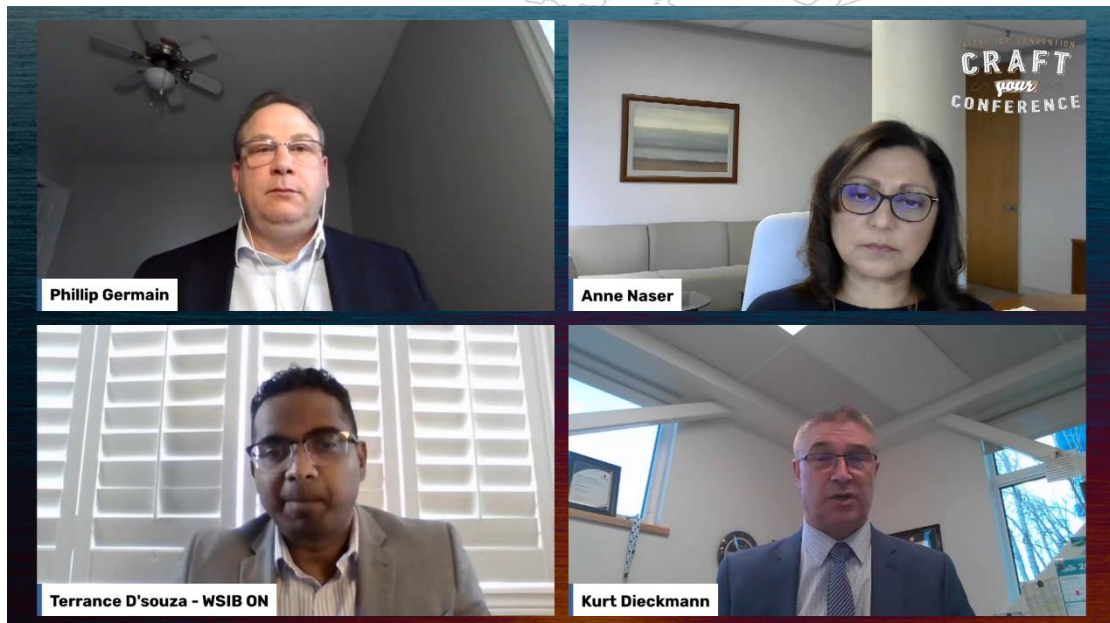 CRAFT
your
CONFERENCE
Phillip Germain
Anne Naser
Terrance D'souza - WSIB ON
Kurt Dieckmann